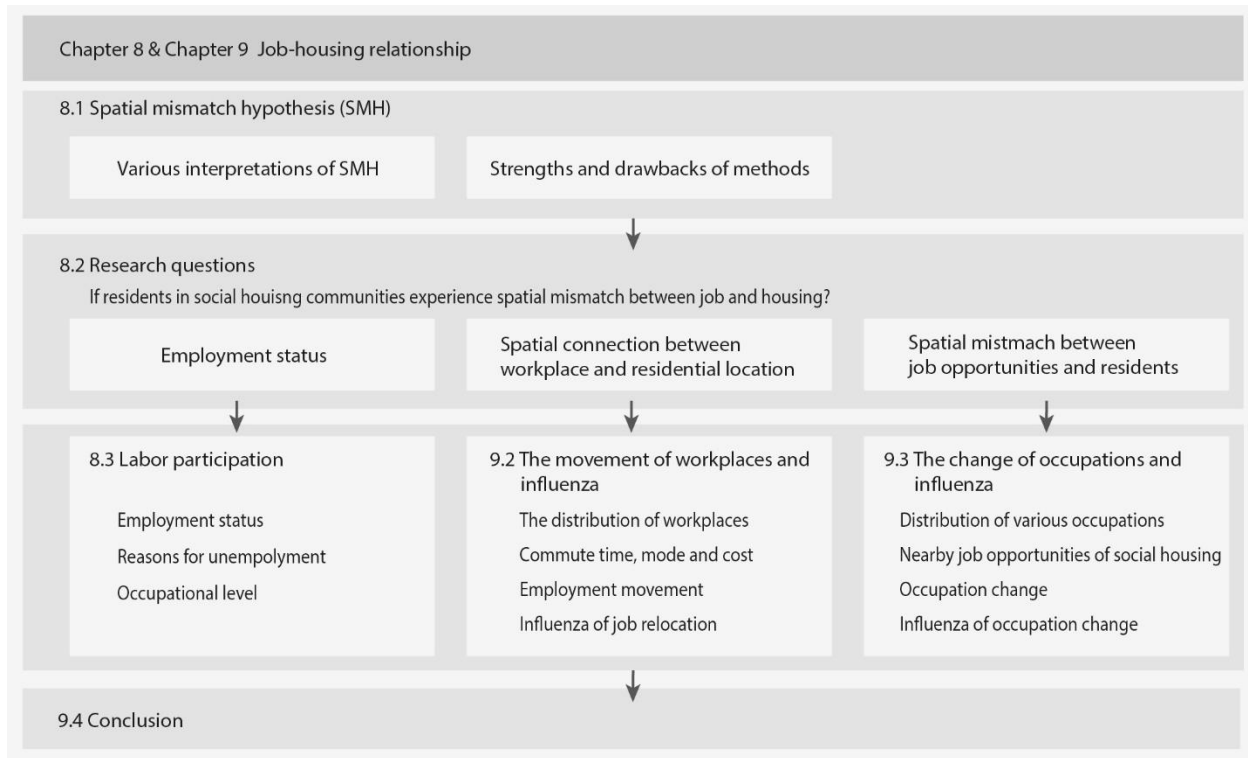 Chapter 8 & Chapter 9 Job-housing relationship
8.1 Spatial mismatch hypothesis (SMH)
Various interpretations of SMH
Strengths and drawbacks of methods
8.2 Research questions
If residents in social houisng communities experience spatial mismatch between job and housing?
Employment status
Spatial connection between
workplace and residential location
Spatial mistmach between
job opportunities and residents
8.3 Labor participation
Employment status
Reasons for unempolyment
Occupational level
9.2 The movement of workplaces and
influenza
The distribution of workplaces
Commute time, mode and cost
Employment movement
Influenza of job relocation
9.3 The change of occupations and
influenza
Distribution of various occupations
Nearby job opportunities of social housing
Occupation change
Influenza of occupation change
9.4 Conclusion